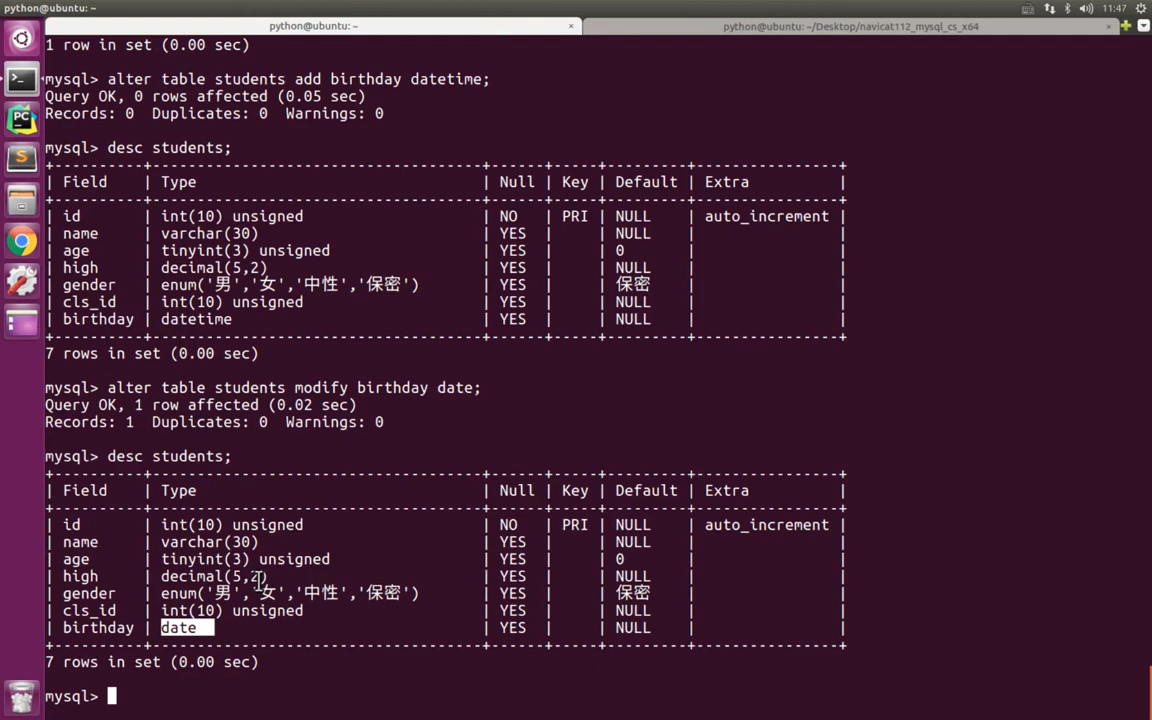 python@ubuntu: ~
11:47
python@ubuntu: ~ ×
python@ubuntu: ~/Desktop/navicat112_mysql_cs_x64 ×
1 row in set (0.00 sec)
mysql> alter table students add birthday datetime;
Query OK, 0 rows affected (0.05 sec)
Records: 0  Duplicates: 0  Warnings: 0
mysql> desc students;
+----------+-------------------------------------+------+-----+---------+----------------+
| Field    | Type                                | Null | Key | Default | Extra          |
+----------+-------------------------------------+------+-----+---------+----------------+
| id       | int(10) unsigned                    | NO   | PRI | NULL    | auto_increment |
| name     | varchar(30)                         | YES  |     | NULL    |                |
| age      | tinyint(3) unsigned                 | YES  |     | 0       |                |
| high     | decimal(5,2)                        | YES  |     | NULL    |                |
| gender   | enum('男','女','中性','保密')       | YES  |     | 保密    |                |
| cls_id   | int(10) unsigned                    | YES  |     | NULL    |                |
| birthday | datetime                            | YES  |     | NULL    |                |
+----------+-------------------------------------+------+-----+---------+----------------+
7 rows in set (0.00 sec)
mysql> alter table students modify birthday date;
Query OK, 1 row affected (0.02 sec)
Records: 1  Duplicates: 0  Warnings: 0
mysql> desc students;
+----------+-------------------------------------+------+-----+---------+----------------+
| Field    | Type                                | Null | Key | Default | Extra          |
+----------+-------------------------------------+------+-----+---------+----------------+
| id       | int(10) unsigned                    | NO   | PRI | NULL    | auto_increment |
| name     | varchar(30)                         | YES  |     | NULL    |                |
| age      | tinyint(3) unsigned                 | YES  |     | 0       |                |
| high     | decimal(5,2)                        | YES  |     | NULL    |                |
| gender   | enum('男','女','中性','保密')       | YES  |     | 保密    |                |
| cls_id   | int(10) unsigned                    | YES  |     | NULL    |                |
| birthday | date                                | YES  |     | NULL    |                |
+----------+-------------------------------------+------+-----+---------+----------------+
7 rows in set (0.00 sec)
mysql>
PC
S